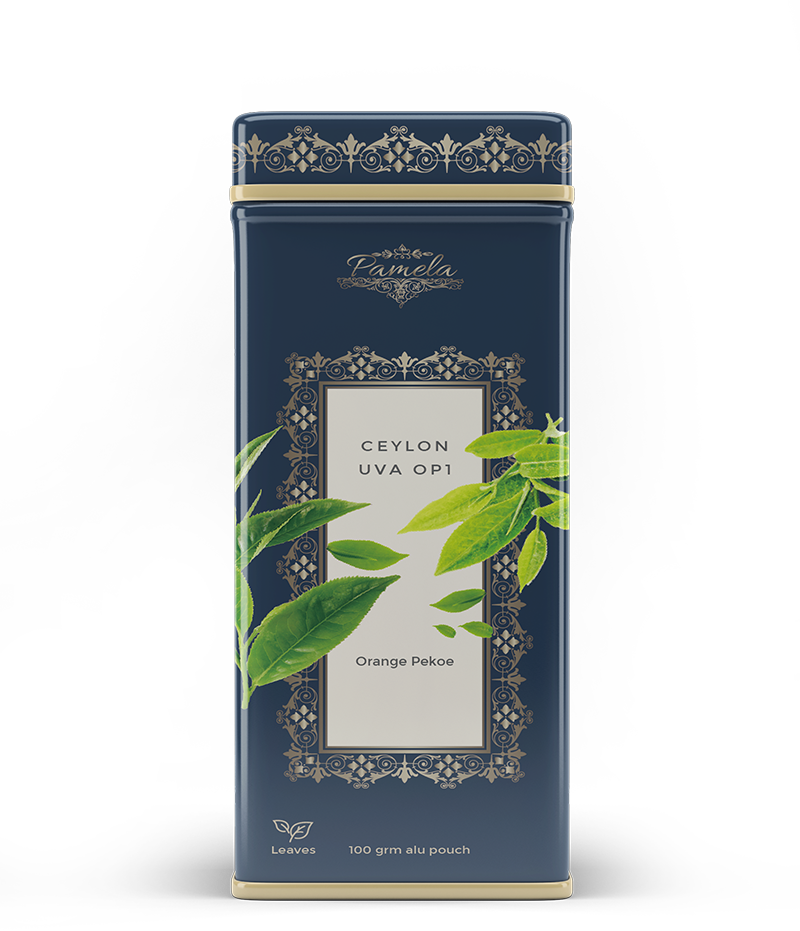 Pamela
CEYLON
UVA OP1
Orange Pekoe
Leaves
100 grm alu pouch